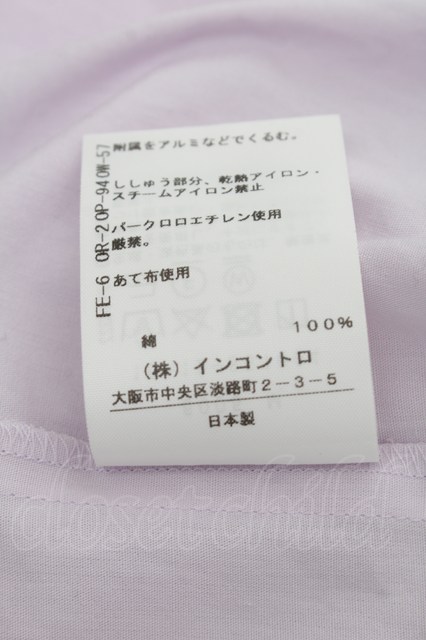 附属をアルミなどでくるむ。
ししゅう部分、乾熱アイロン・
スチームアイロン禁止
パークロロエチレン使用
厳禁。
あて布使用
FE-6 OR-20P-940W-57
綿 100%
(株)インコントロ
大阪市中央区淡路町2-3-5
日本製
closet child